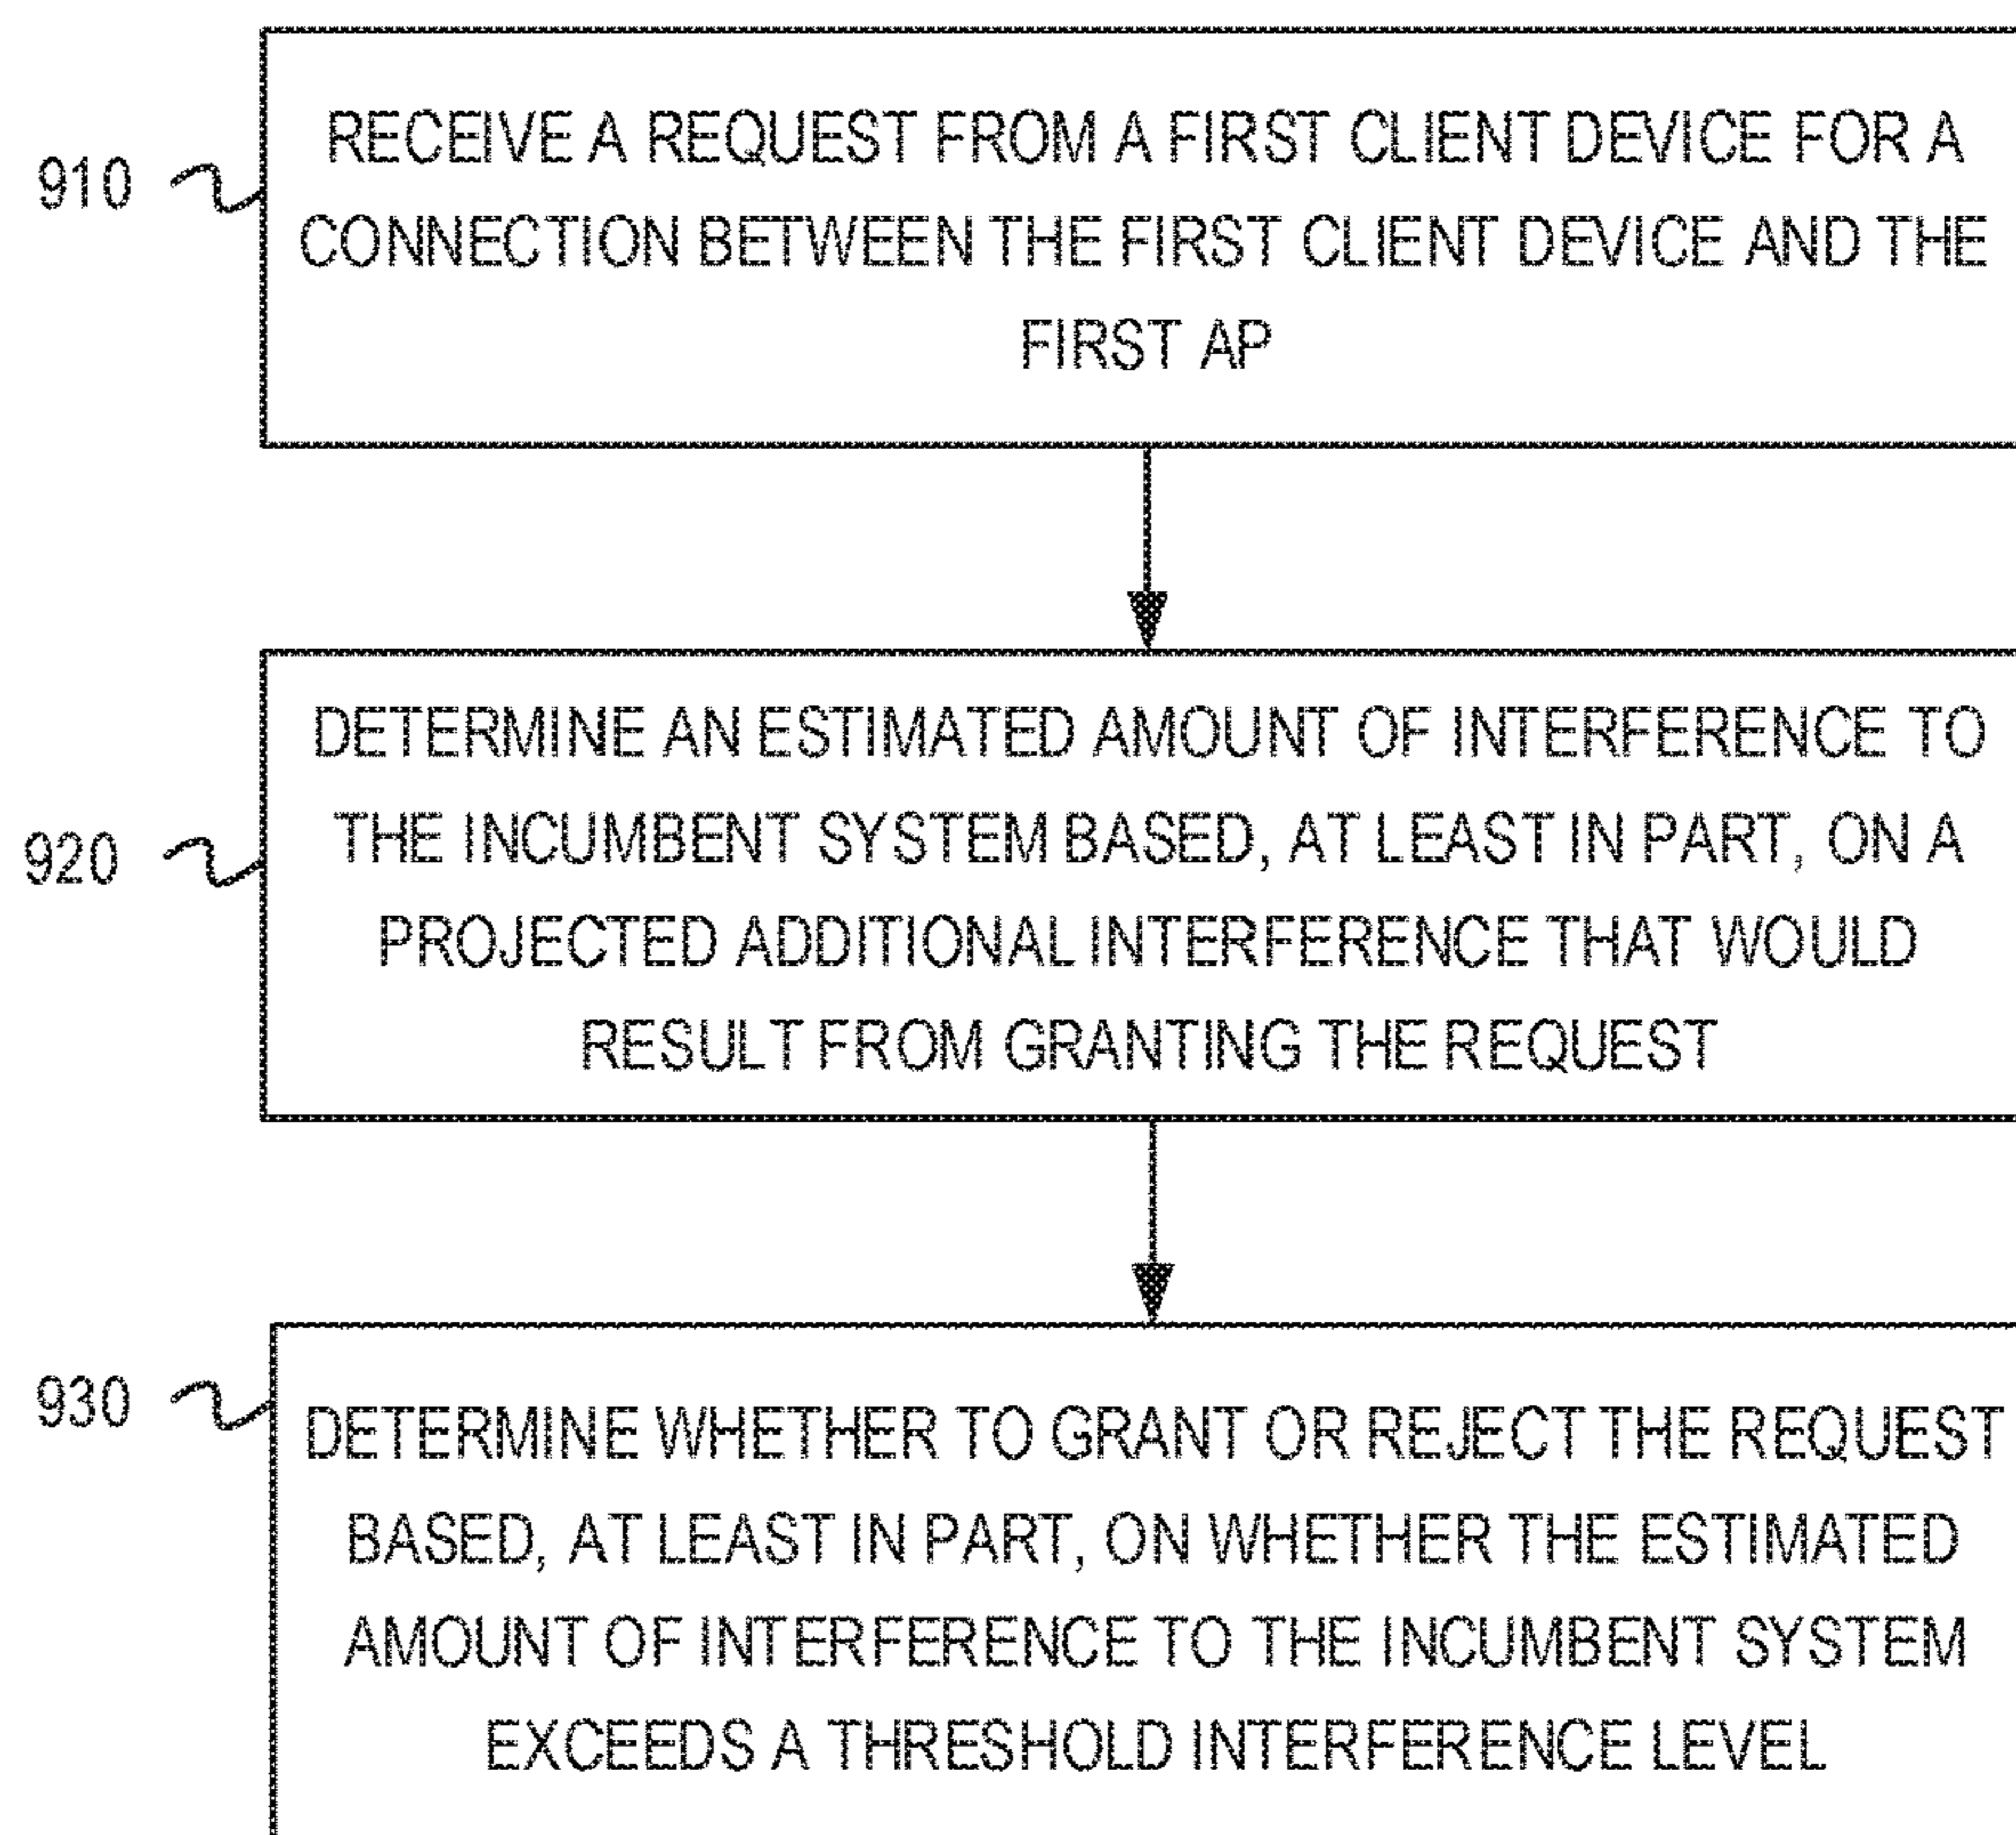 910
RECEIVE A REQUEST FROM A FIRST CLIENT DEVICE FOR A
CONNECTION BETWEEN THE FIRST CLIENT DEVICE AND THE
FIRST AP
920
DETERMINE AN ESTIMATED AMOUNT OF INTERFERENCE TO
THE INCUMBENT SYSTEM BASED, AT LEAST IN PART, ON A
PROJECTED ADDITIONAL INTERFERENCE THAT WOULD
RESULT FROM GRANTING THE REQUEST
930
DETERMINE WHETHER TO GRANT OR REJECT THE REQUEST
BASED, AT LEAST IN PART, ON WHETHER THE ESTIMATED
AMOUNT OF INTERFERENCE TO THE INCUMBENT SYSTEM
EXCEEDS A THRESHOLD INTERFERENCE LEVEL